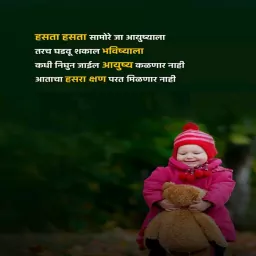 हसता हसता सामोरे जा आयुष्याला
तरच घडवू शकाल भविष्याला
कधी निघुन जाईल आयुष्य कळणार नाही
आताचा हसरा क्षण परत मिळणार नाही